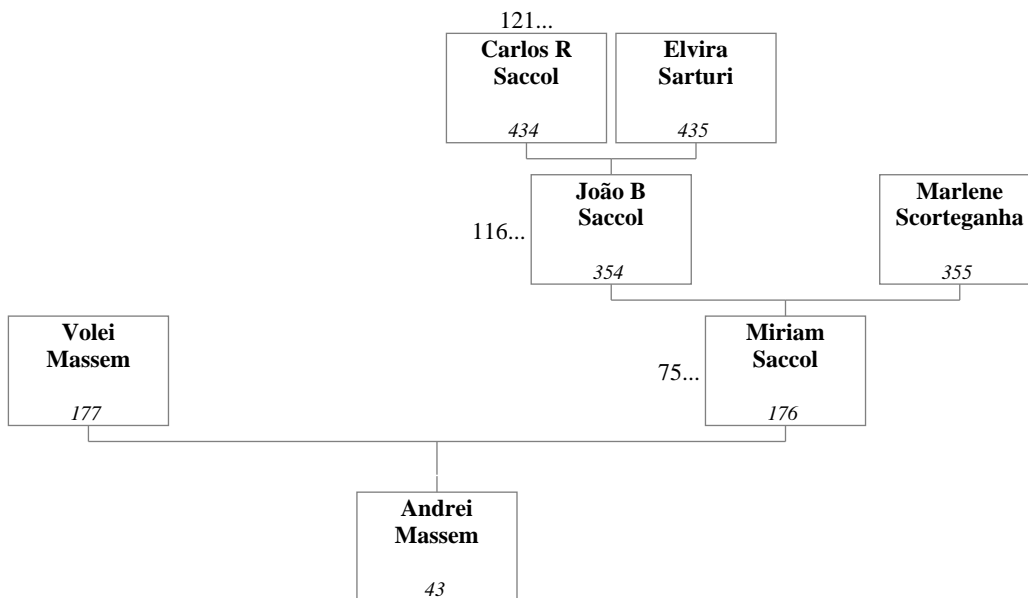 121...
Carlos R
Saccol
434
Elvira
Sarturi
435
116...
João B
Saccol
354
Marlene
Scorteganha
355
Volei
Massem
177
75...
Miriam
Saccol
176
Andrei
Massem
43